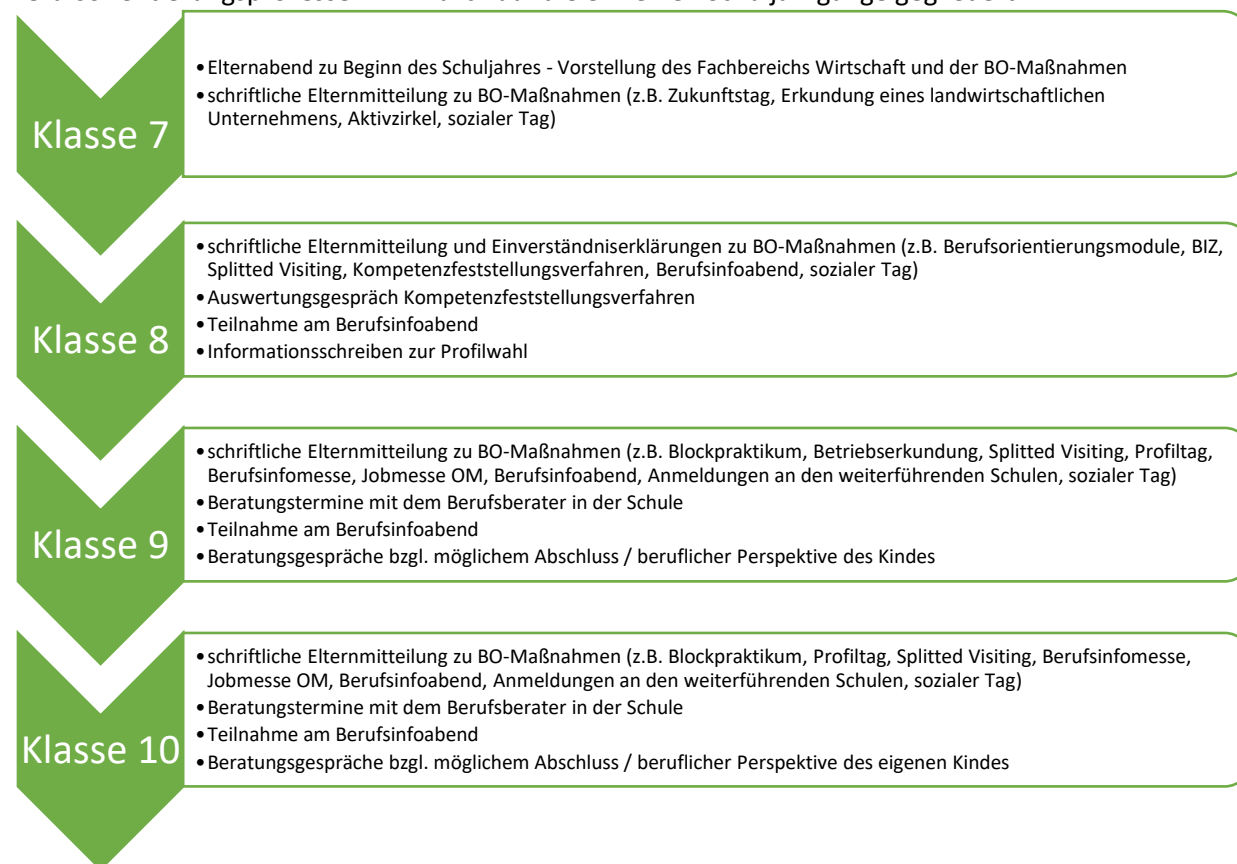 Klasse 7
•Elternabend zu Beginn des Schuljahres - Vorstellung des Fachbereichs Wirtschaft und der BO-Maßnahmen
•schriftliche Elternmitteilung zu BO-Maßnahmen (z.B. Zukunftstag, Erkundung eines landwirtschaftlichen
Unternehmens, Aktivzirkel, sozialer Tag)
Klasse 8
•schriftliche Elternmitteilung und Einverständniserklärungen zu BO-Maßnahmen (z.B. Berufsorientierungsmodule, BIZ,
Splitted Visiting, Kompetenzfeststellungsverfahren, Berufsinfoabend, sozialer Tag)
•Auswertungsgespräch Kompetenzfeststellungsverfahren
•Teilnahme am Berufsinfoabend
•Informationsschreiben zur Profilwahl
Klasse 9
•schriftliche Elternmitteilung zu BO-Maßnahmen (z.B. Blockpraktikum, Betriebserkundung, Splitted Visiting, Profiltag,
Berufsinfomesse, Jobmesse OM, Berufsinfoabend, Anmeldungen an den weiterführenden Schulen, sozialer Tag)
•Beratungstermine mit dem Berufsberater in der Schule
•Teilnahme am Berufsinfoabend
•Beratungsgespräche bzgl. möglichem Abschluss / beruflicher Perspektive des Kindes
Klasse 10
•schriftliche Elternmitteilung zu BO-Maßnahmen (z.B. Blockpraktikum, Profiltag, Splitted Visiting, Berufsinfomesse,
Jobmesse OM, Berufsinfoabend, Anmeldungen an den weiterführenden Schulen, sozialer Tag)
•Beratungstermine mit dem Berufsberater in der Schule
•Teilnahme am Berufsinfoabend
•Beratungsgespräche bzgl. möglichem Abschluss / beruflicher Perspektive des eigenen Kindes